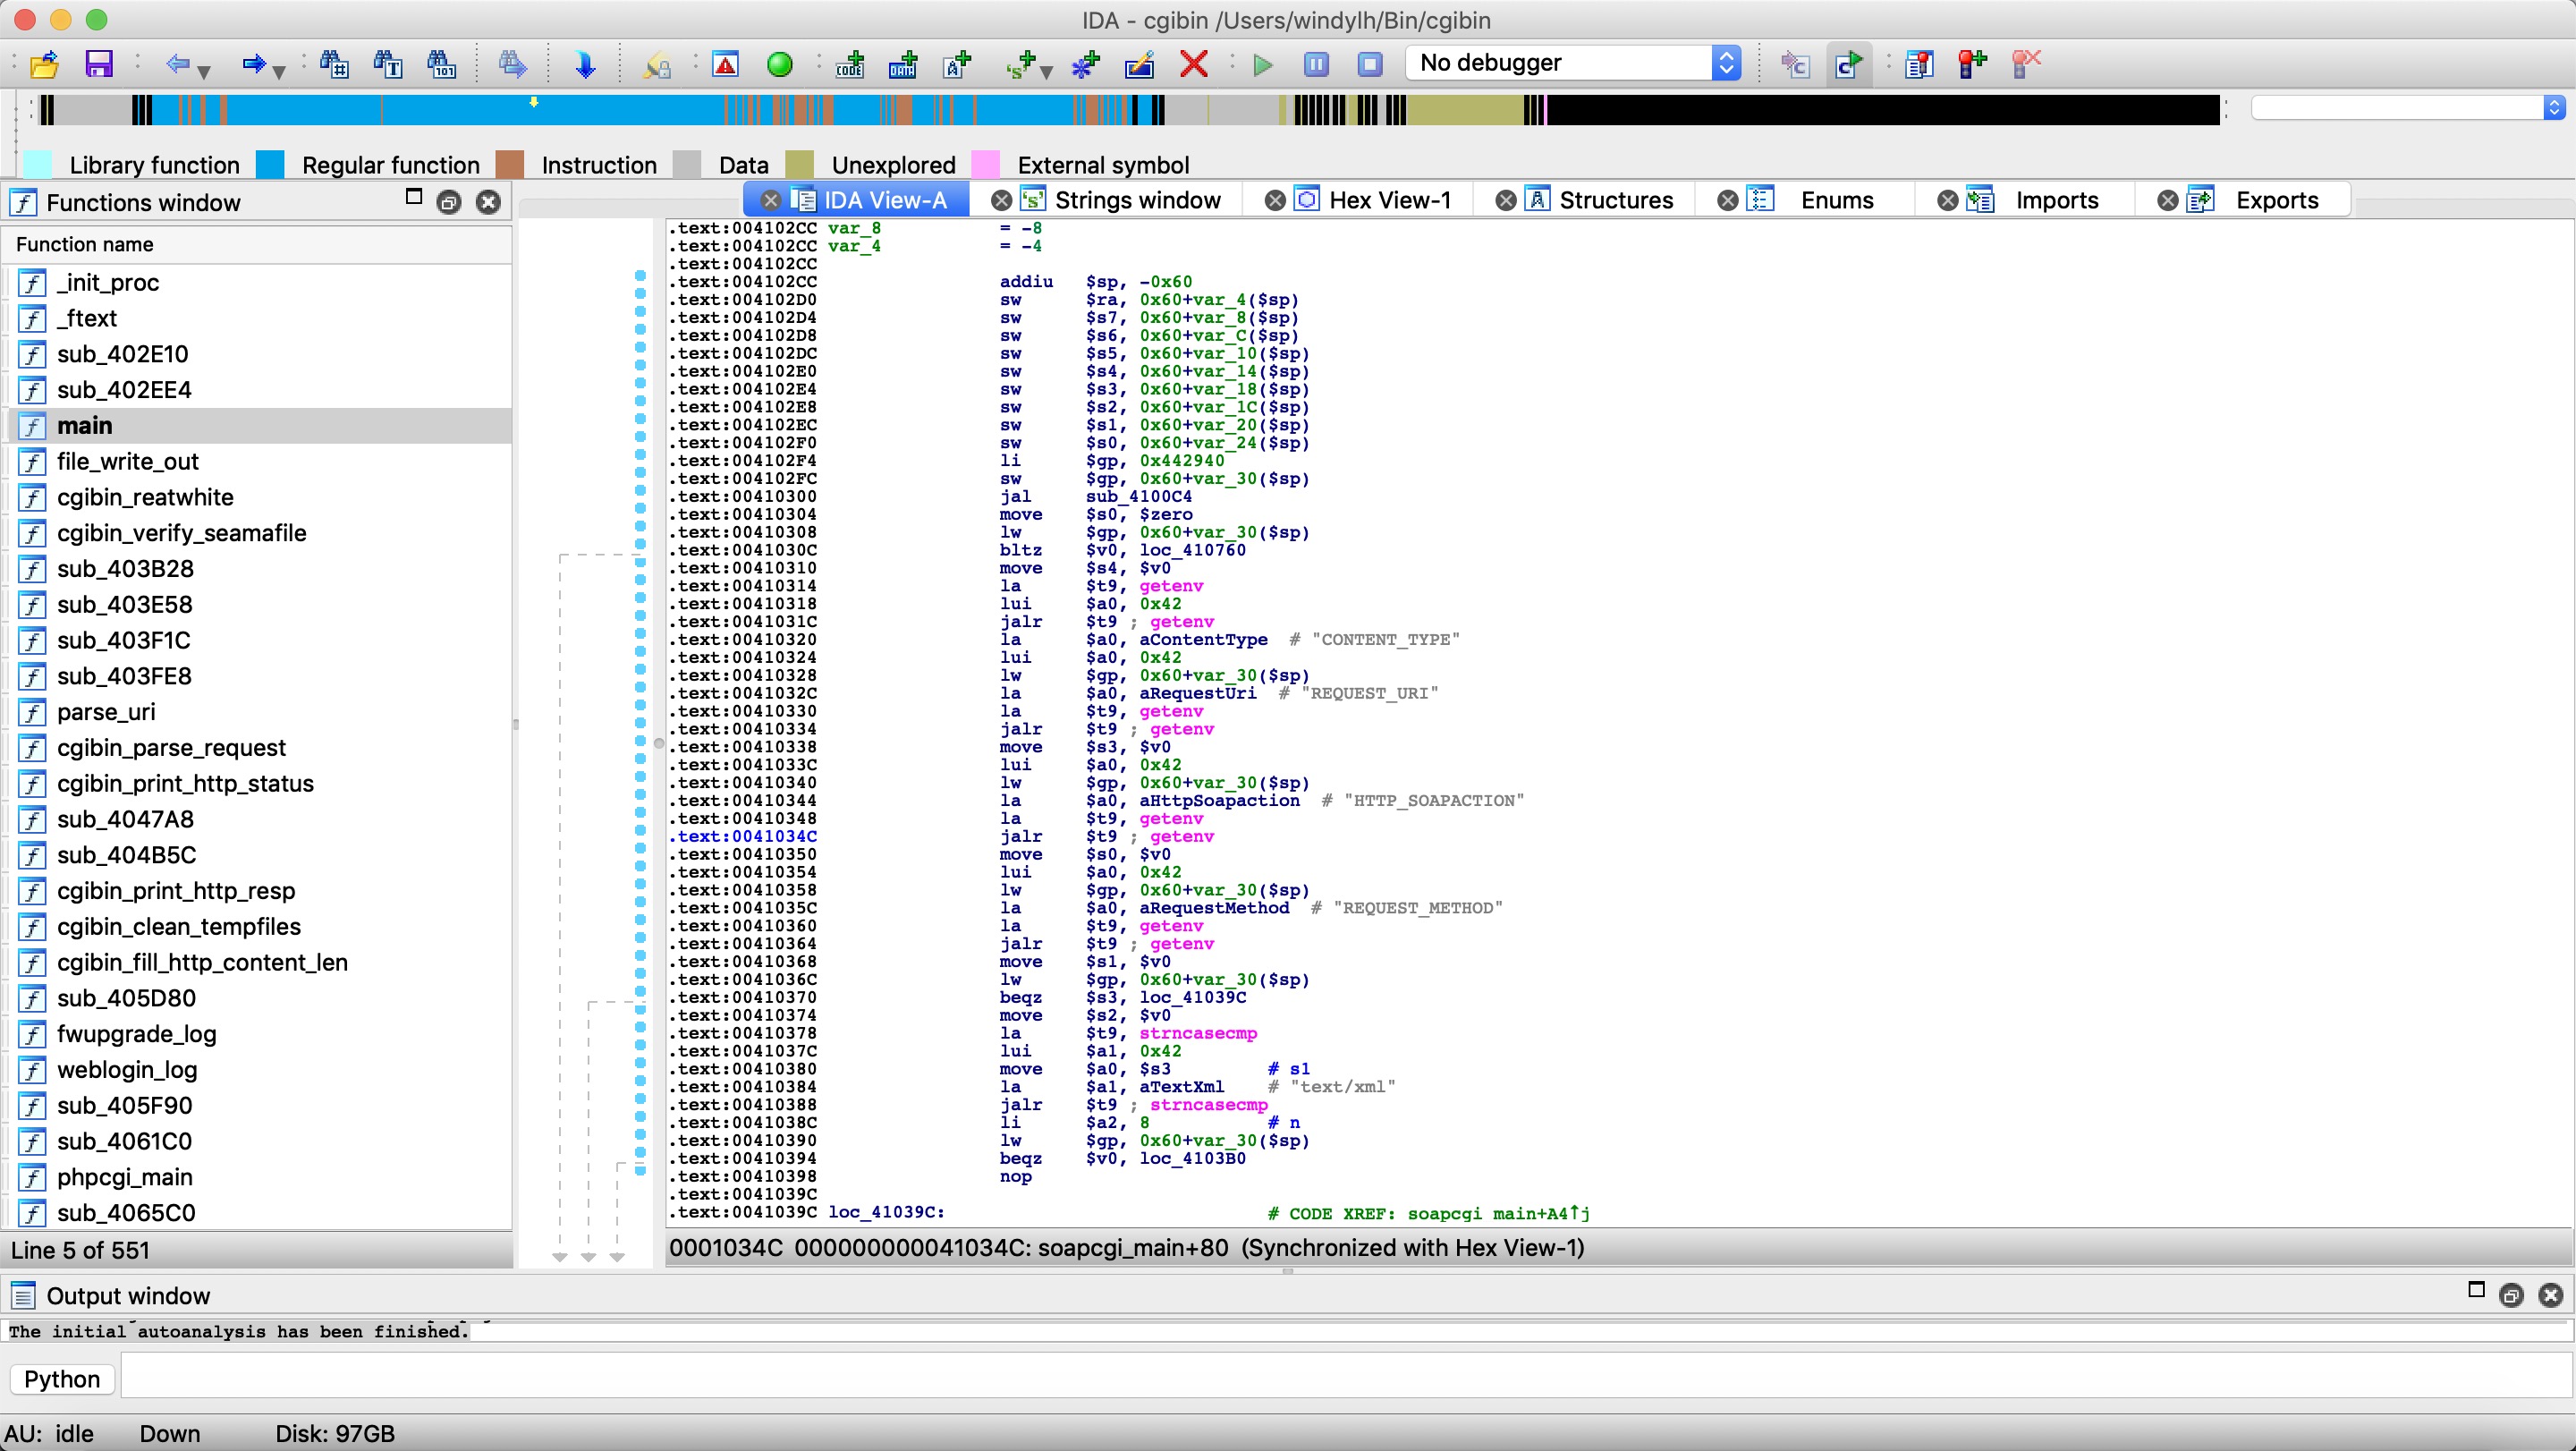 IDA - cgibin /Users/windylh/Bin/cgibin
No debugger
Library function Regular function Instruction Data Unexplored External symbol
Functions window
IDA View-A Strings window Hex View-1 Structures Enums Imports Exports
Function name
_init_proc
_ftext
sub_402E10
sub_402EE4
main
file_write_out
cgibin_reatwhite
cgibin_verify_seamafile
sub_403B28
sub_403E58
sub_403F1C
sub_403FE8
parse_uri
cgibin_parse_request
cgibin_print_http_status
sub_4047A8
sub_404B5C
cgibin_print_http_resp
cgibin_clean_tempfiles
cgibin_fill_http_content_len
sub_405D80
fwupgrade_log
weblogin_log
sub_405F90
sub_4061C0
phpcgi_main
sub_4065C0
Line 5 of 551
.text:004102CC var_8 = -8
.text:004102CC var_4 = -4
.text:004102CC
.text:004102CC addiu $sp, -0x60
.text:004102D0 sw $ra, 0x60+var_4($sp)
.text:004102D4 sw $s7, 0x60+var_8($sp)
.text:004102D8 sw $s6, 0x60+var_C($sp)
.text:004102DC sw $s5, 0x60+var_10($sp)
.text:004102E0 sw $s4, 0x60+var_14($sp)
.text:004102E4 sw $s3, 0x60+var_18($sp)
.text:004102E8 sw $s2, 0x60+var_1C($sp)
.text:004102EC sw $s1, 0x60+var_20($sp)
.text:004102F0 sw $s0, 0x60+var_24($sp)
.text:004102F4 li $gp, 0x442940
.text:004102FC sw $gp, 0x60+var_30($sp)
.text:00410300 jal sub_4100C4
.text:00410304 move $s0, $zero
.text:00410308 lw $gp, 0x60+var_30($sp)
.text:0041030C bltz $v0, loc_410760
.text:00410310 move $s4, $v0
.text:00410314 la $t9, getenv
.text:00410318 lui $a0, 0x42
.text:0041031C jalr $t9 ; getenv
.text:00410320 la $a0, aContentType # "CONTENT_TYPE"
.text:00410324 lui $a0, 0x42
.text:00410328 lw $gp, 0x60+var_30($sp)
.text:0041032C la $a0, aRequestUri # "REQUEST_URI"
.text:00410330 la $t9, getenv
.text:00410334 jalr $t9 ; getenv
.text:00410338 move $s3, $v0
.text:0041033C lui $a0, 0x42
.text:00410340 lw $gp, 0x60+var_30($sp)
.text:00410344 la $a0, aHttpSoapaction # "HTTP_SOAPACTION"
.text:00410348 la $t9, getenv
.text:0041034C jalr $t9 ; getenv
.text:00410350 move $s0, $v0
.text:00410354 lui $a0, 0x42
.text:00410358 lw $gp, 0x60+var_30($sp)
.text:0041035C la $a0, aRequestMethod # "REQUEST_METHOD"
.text:00410360 la $t9, getenv
.text:00410364 jalr $t9 ; getenv
.text:00410368 move $s1, $v0
.text:0041036C lw $gp, 0x60+var_30($sp)
.text:00410370 beqz $s3, loc_41039C
.text:00410374 move $s2, $v0
.text:00410378 la $t9, strncasecmp
.text:0041037C lui $a1, 0x42
.text:00410380 move $a0, $s3 # s1
.text:00410384 la $a1, aTextXml # "text/xml"
.text:00410388 jalr $t9 ; strncasecmp
.text:0041038C li $a2, 8 # n
.text:00410390 lw $gp, 0x60+var_30($sp)
.text:00410394 beqz $v0, loc_4103B0
.text:00410398 nop
.text:0041039C
.text:0041039C loc_41039C: # CODE XREF: soapcgi_main+A4↑j
0001034C 000000000041034C: soapcgi_main+80 (Synchronized with Hex View-1)
Output window
The initial autoanalysis has been finished.
Python
AU: idle Down Disk: 97GB